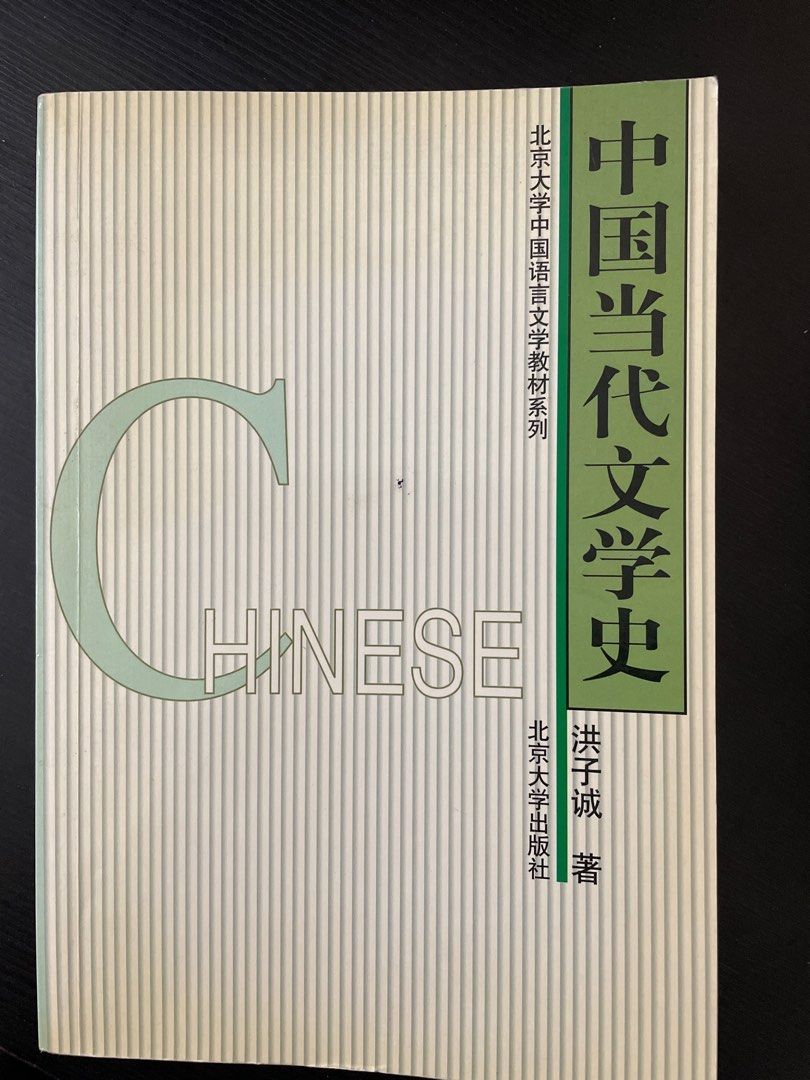 中国当代文学史
北京大学中国语言文学教材系列
CHINESE
洪子诚 著
北京大学出版社